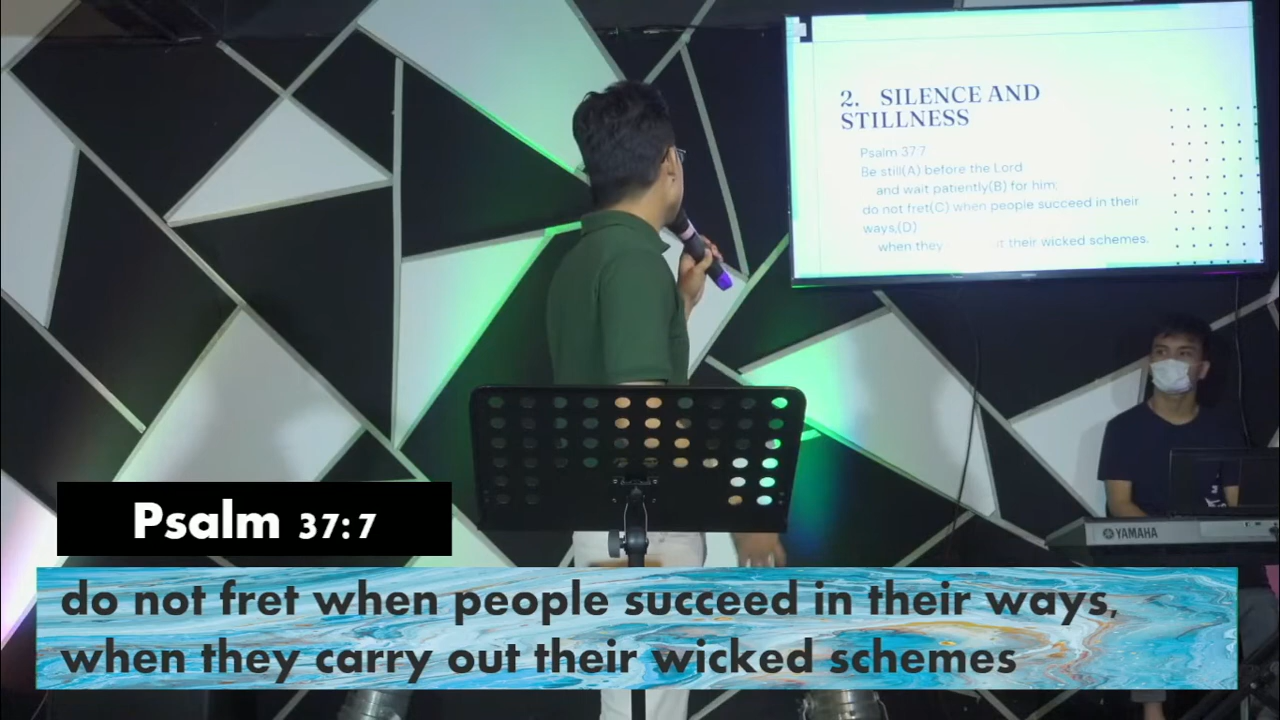 2. SILENCE AND
STILLNESS
Psalm 37:7
Be still(A) before the Lord
and wait patiently(B) for him;
do not fret(C) when people succeed in their
ways,(D)
when they their wicked schemes.
YAMAHA
Psalm 37:7
do not fret when people succeed in their ways,
when they carry out their wicked schemes